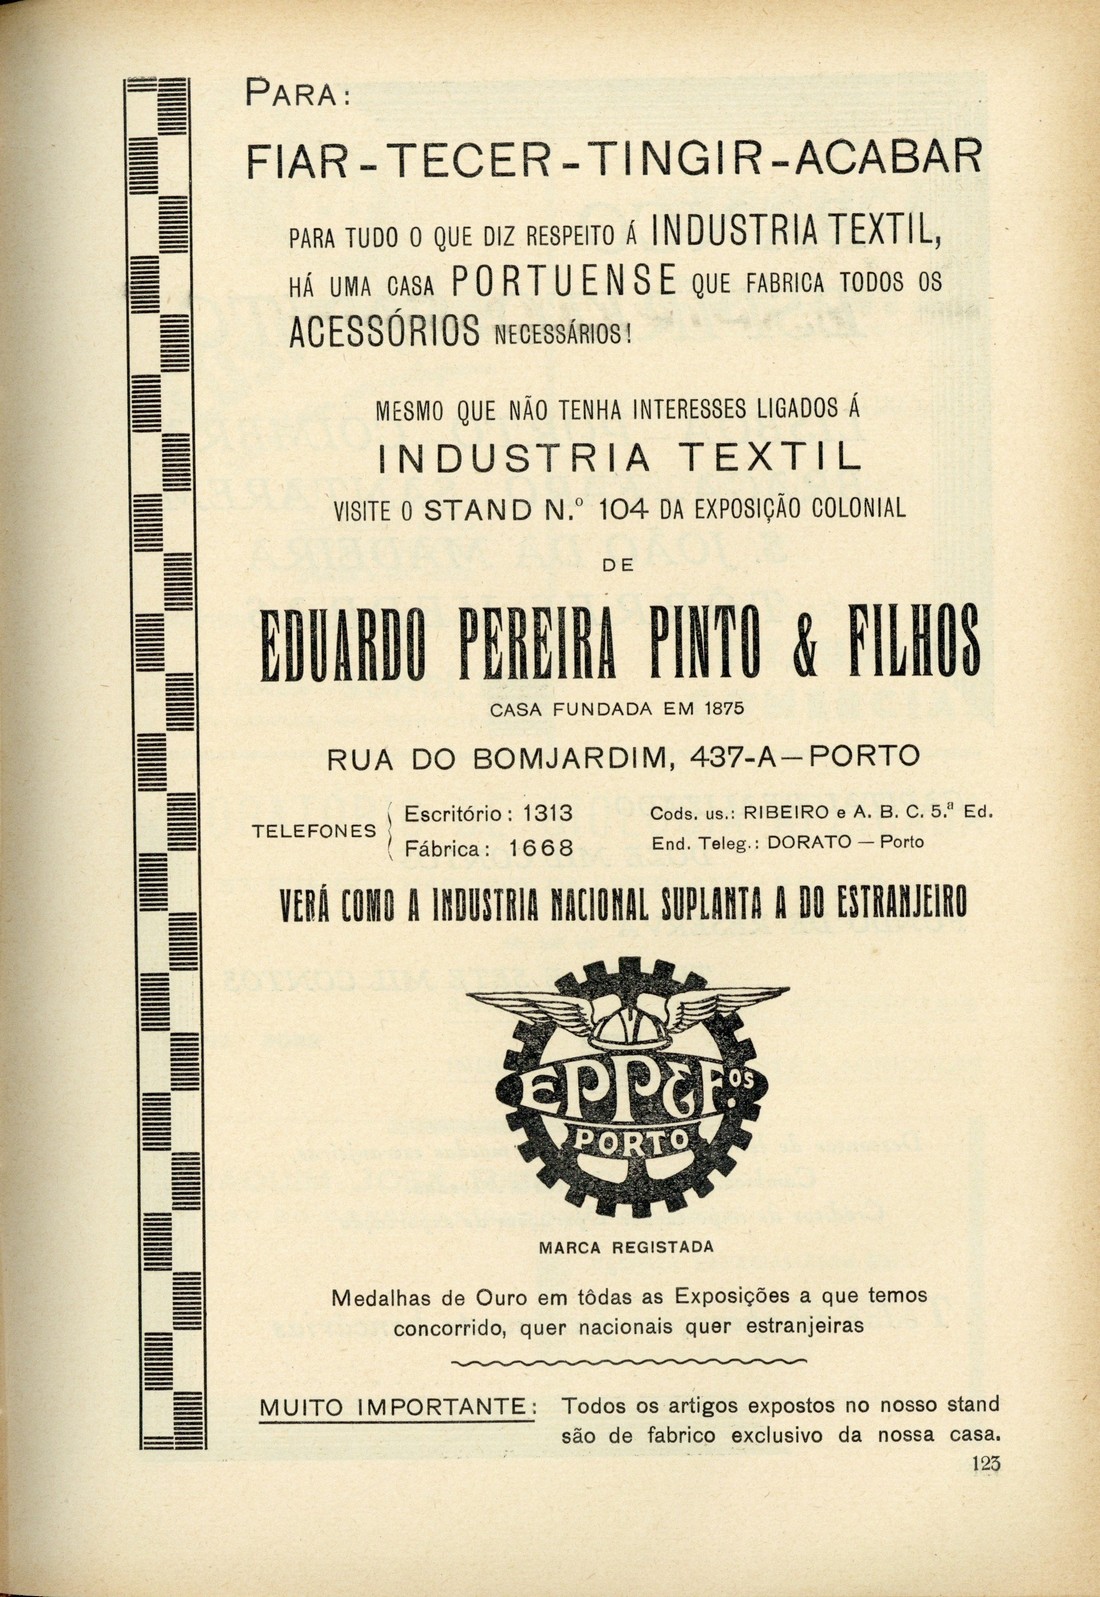 PARA:
FIAR-TECER-TINGIR-ACABAR
PARA TUDO O QUE DIZ RESPEITO Á INDUSTRIA TEXTIL,
HÁ UMA CASA PORTUENSE QUE FABRICA TODOS OS
ACESSÓRIOS NECESSÁRIOS!
MESMO QUE NÃO TENHA INTERESSES LIGADOS Á
INDUSTRIA TEXTIL
VISITE O STAND N.º 104 DA EXPOSIÇÃO COLONIAL
DE
EDUARDO PEREIRA PINTO & FILHOS
CASA FUNDADA EM 1875
RUA DO BOMJARDIM, 437-A—PORTO
TELEFONES
Escritório: 1313
Fábrica: 1668
Cods. us.: RIBEIRO e A. B. C. 5.ª Ed.
End. Teleg.: DORATO — Porto
VERÁ COMO A INDUSTRIA NACIONAL SUPLANTA A DO ESTRANJEIRO
EPP&F.OS
PORTO
MARCA REGISTADA
Medalhas de Ouro em tôdas as Exposições a que temos
concorrido, quer nacionais quer estranjeiras
MUITO IMPORTANTE: Todos os artigos expostos no nosso stand
são de fabrico exclusivo da nossa casa.
123